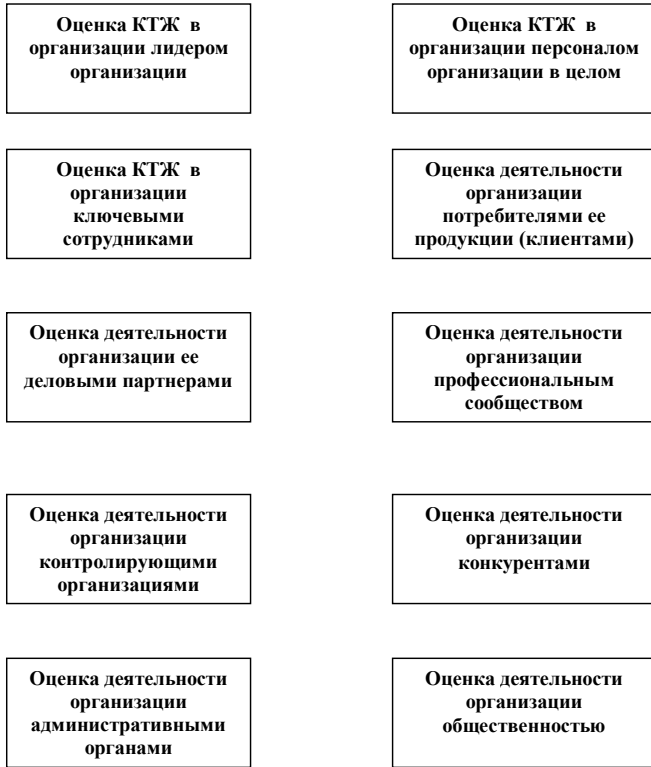 Оценка КТЖ в
организации лидером
организации
Оценка КТЖ в
организации персоналом
организации в целом
Оценка КТЖ в
организации
ключевыми
сотрудниками
Оценка деятельности
организации
потребителями ее
продукции (клиентами)
Оценка деятельности
организации ее
деловыми партнерами
Оценка деятельности
организации
профессиональным
сообществом
Оценка деятельности
организации
контролирующими
организациями
Оценка деятельности
организации
конкурентами
Оценка деятельности
организации
административными
органами
Оценка деятельности
организации
общественностью